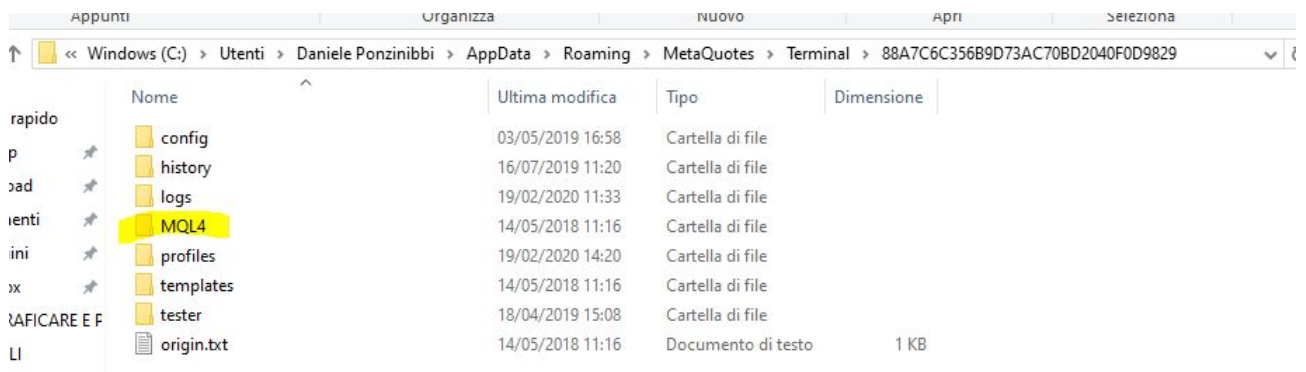 Appunti Organizza Nuovo Apri Seleziona
↑ « Windows (C:) > Utenti > Daniele Ponzinibbi > AppData > Roaming > MetaQuotes > Terminal > 88A7C6C356B9D73AC70BD2040F0D9829
Nome Ultima modifica Tipo Dimensione
rapido
config 03/05/2019 16:58 Cartella di file
history 16/07/2019 11:20 Cartella di file
logs 19/02/2020 11:33 Cartella di file
MQL4 14/05/2018 11:16 Cartella di file
profiles 19/02/2020 14:20 Cartella di file
templates 14/05/2018 11:16 Cartella di file
tester 18/04/2019 15:08 Cartella di file
origin.txt 14/05/2018 11:16 Documento di testo 1 KB